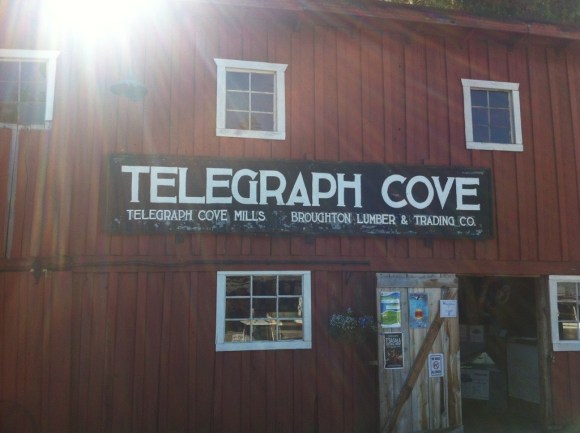 TELEGRAPH COVE
TELEGRAPH COVE MILLS BROUGHTON LUMBER & TRADING CO.